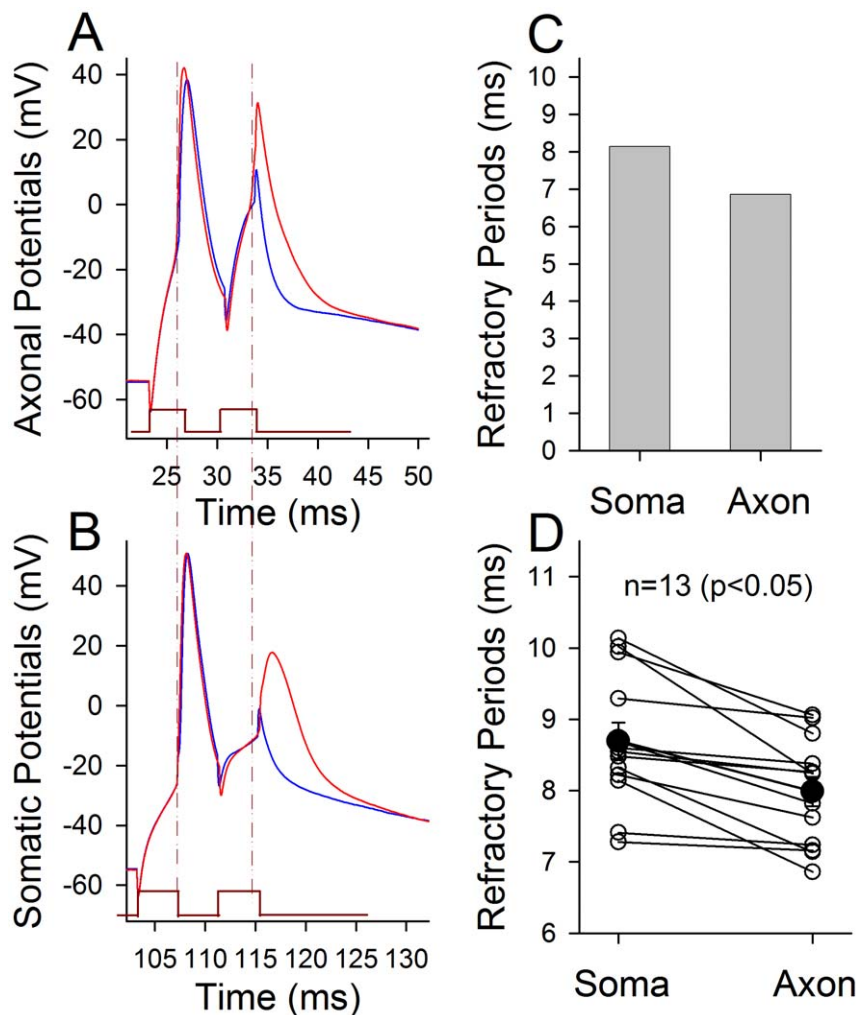 A
Axonal Potentials (mV)
40
20
0
-20
-40
-60
25 30 34 40 45 50
Time (ms)
B
Somatic Potentials (mV)
40
20
0
-20
-40
-60
105 110 115 120 125 130
Time (ms)
C
Refractory Periods (ms)
10
9
8
7
6
5
4
3
2
1
0
Soma Axon
D
Refractory Periods (ms)
n=13 (p<0.05)
11
10
9
8
7
6
Soma Axon